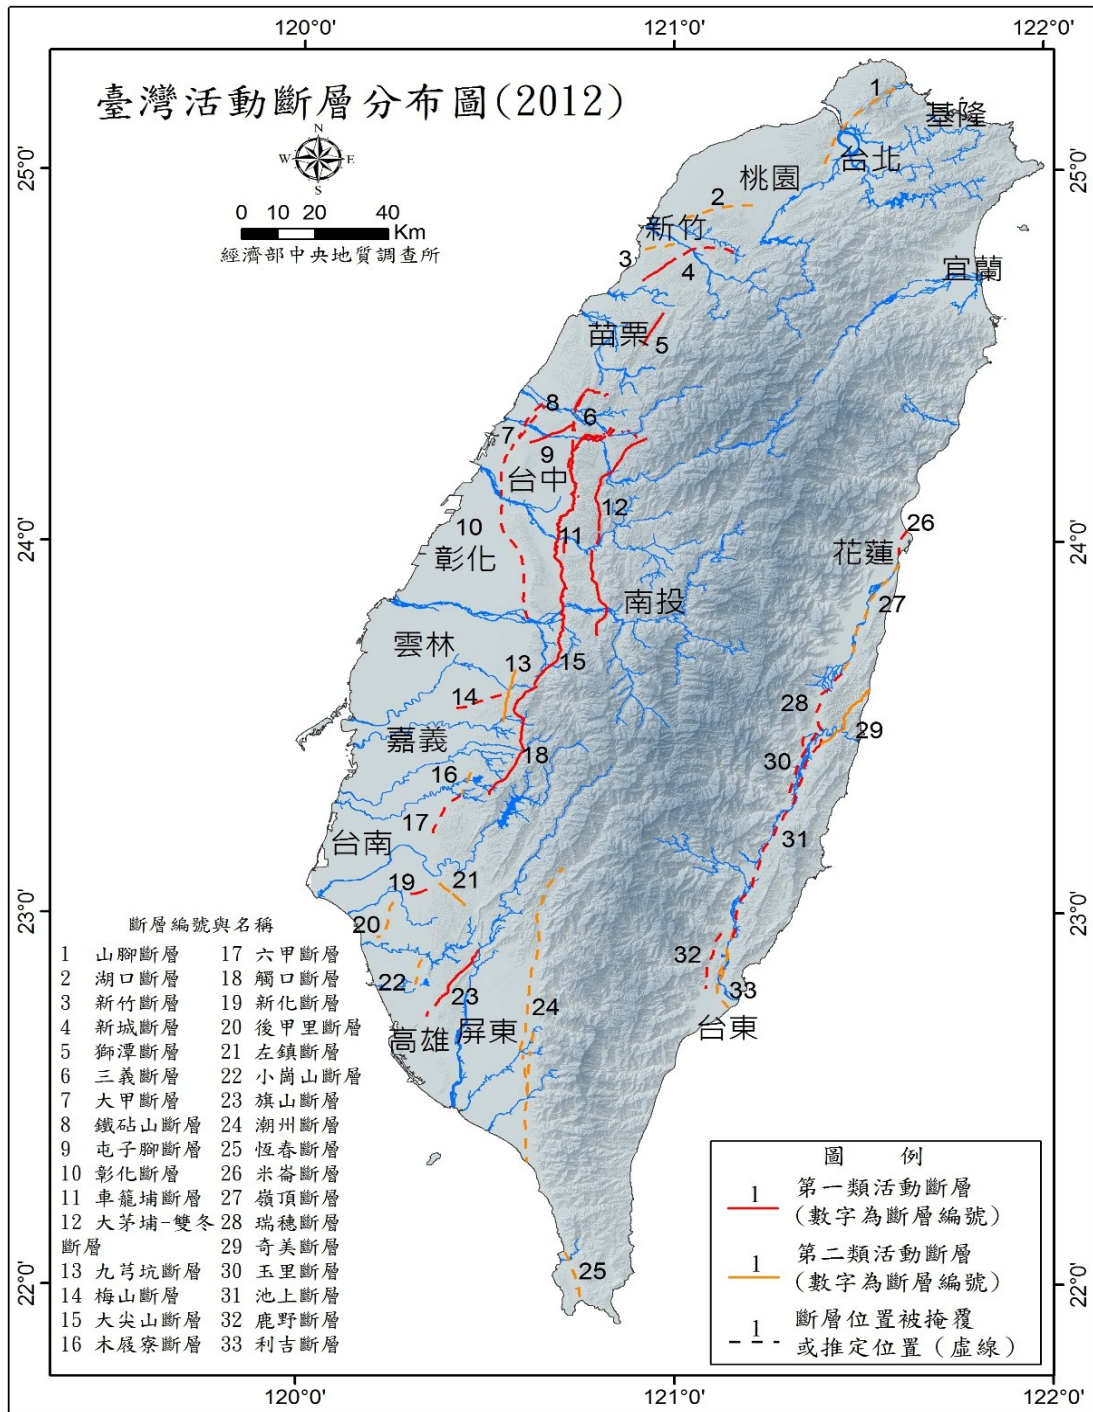 120°0'
121°0'
122°0'
臺灣活動斷層分布圖(2012)
N
W
E
S
0 10 20 40 Km
經濟部中央地質調查所
25°0'
25°0'
24°0'
24°0'
23°0'
23°0'
22°0'
22°0'
1
基隆
台北
桃園
2
新竹
3
4
宜蘭
苗栗
5
8
6
7
9
台中
12
10
11
彰化
26
花蓮
27
南投
雲林
13
15
14
28
29
嘉義
18
16
30
17
31
台南
19
21
20
32
22
23
24
33
高雄
屏東
台東
25
斷層編號與名稱
1 山腳斷層
2 湖口斷層
3 新竹斷層
4 新城斷層
5 獅潭斷層
6 三義斷層
7 大甲斷層
8 鐵砧山斷層
9 屯子腳斷層
10 彰化斷層
11 車籠埔斷層
12 大茅埔-雙冬
斷層
13 九芎坑斷層
14 梅山斷層
15 大尖山斷層
16 木屐寮斷層
17 六甲斷層
18 觸口斷層
19 新化斷層
20 後甲里斷層
21 左鎮斷層
22 小崗山斷層
23 旗山斷層
24 潮州斷層
25 恆春斷層
26 米崙斷層
27 嶺頂斷層
28 瑞穗斷層
29 奇美斷層
30 玉里斷層
31 池上斷層
32 鹿野斷層
33 利吉斷層
圖 例
1 第一類活動斷層
(數字為斷層編號)
1 第二類活動斷層
(數字為斷層編號)
1 斷層位置被掩覆
或推定位置(虛線)
120°0'
121°0'
122°0'